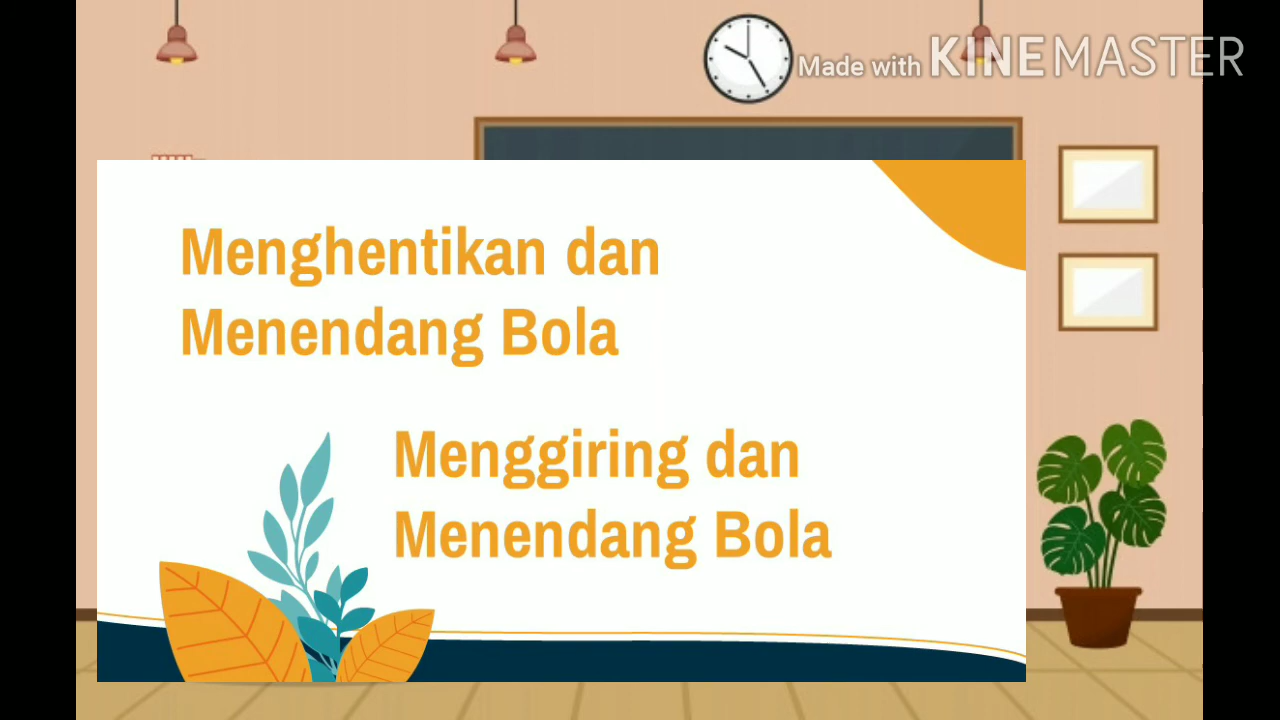 Made with KINEMASTER
Menghentikan dan
Menendang Bola
Menggiring dan
Menendang Bola